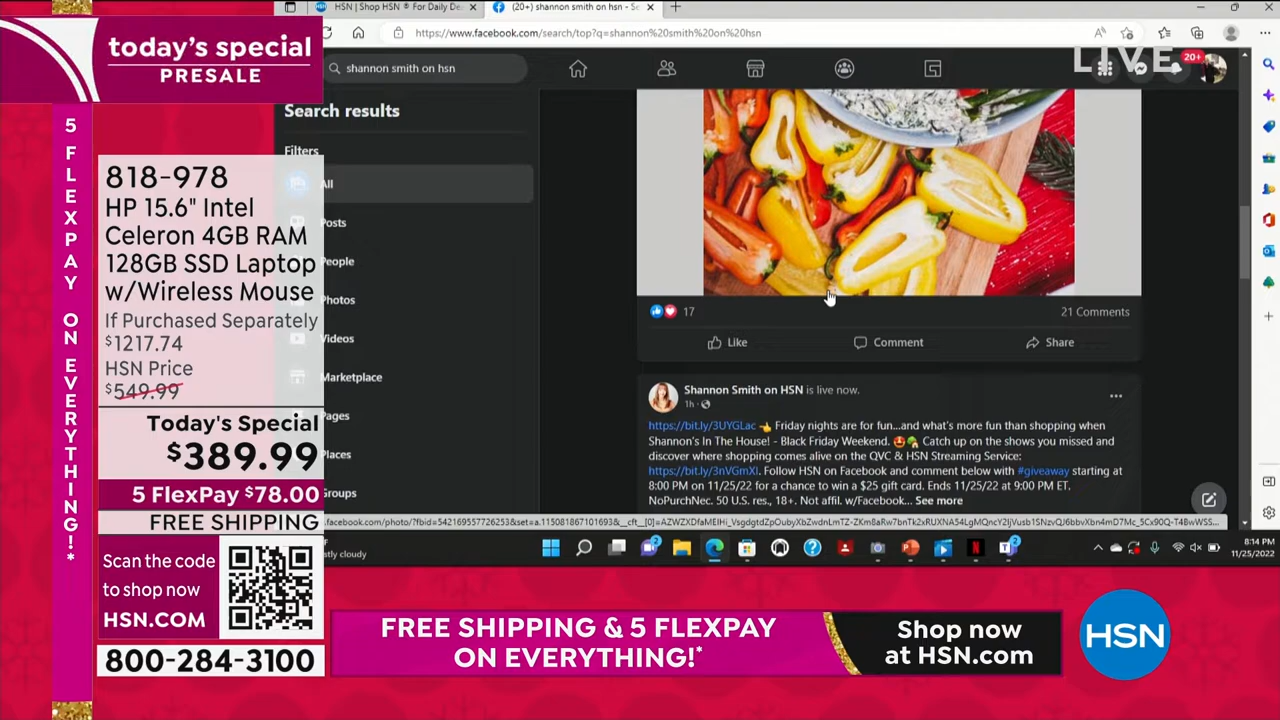 today's special
PRESALE
5 FLEXPAY ON EVERYTHING!*
818-978
HP 15.6" Intel
Celeron 4GB RAM
128GB SSD Laptop
w/Wireless Mouse
If Purchased Separately
$1217.74
HSN Price
$549.99
Today's Special
$389.99
5 FlexPay $78.00
FREE SHIPPING
Scan the code
to shop now
HSN.COM
800-284-3100
HSN | Shop HSN ® For Daily De
(20+) shannon smith on hsn - Se
https://www.facebook.com/search/top?q=shannon%20smith%20on%20hsn
shannon smith on hsn
LIVE
20+
Search results
Filters
All
Posts
People
Photos
Videos
Marketplace
Pages
Places
Groups
17
21 Comments
Like
Comment
Share
Shannon Smith on HSN is live now.
1h
https://bit.ly/3UYGLac 👍 Friday nights are for fun...and what's more fun than shopping when
Shannon's In The House! - Black Friday Weekend. 🤩🏡 Catch up on the shows you missed and
discover where shopping comes alive on the QVC & HSN Streaming Service:
https://bit.ly/3nVGmXl. Follow HSN on Facebook and comment below with #giveaway starting at
8:00 PM on 11/25/22 for a chance to win a $25 gift card. Ends 11/25/22 at 9:00 PM ET.
NoPurchNec. 50 U.S. res., 18+. Not affil. w/Facebook... See more
tly cloudy
8:14 PM
11/25/2022
FREE SHIPPING & 5 FLEXPAY
ON EVERYTHING!*
Shop now
at HSN.com
HSN